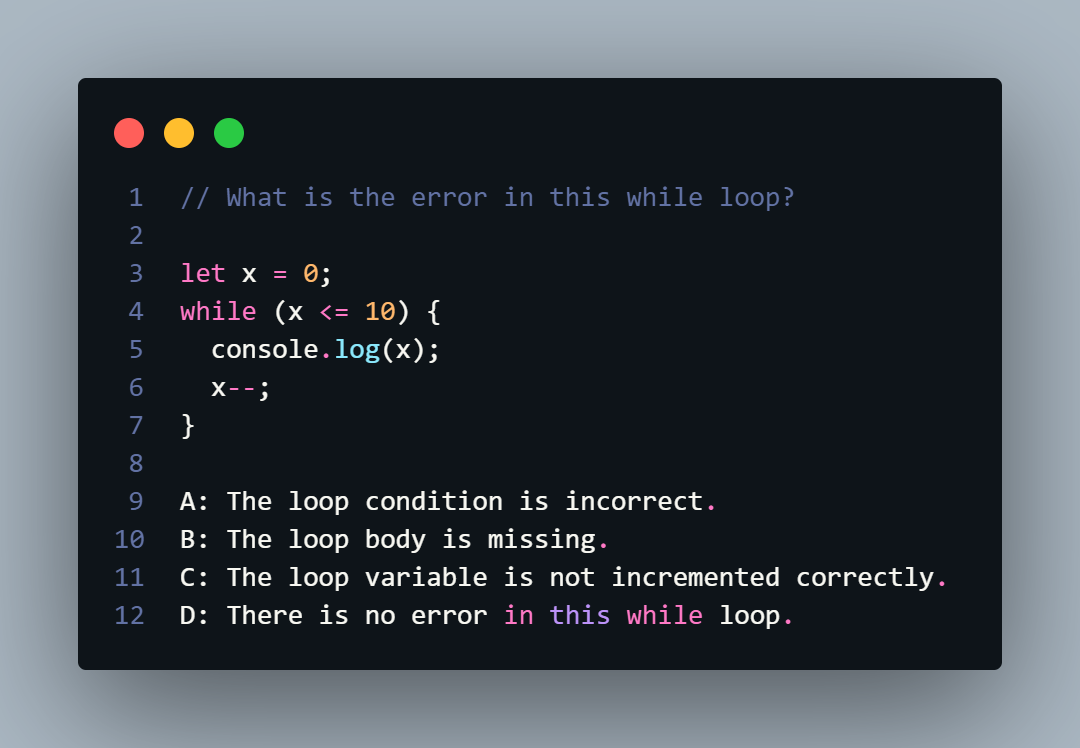 1 // What is the error in this while loop?
2
3 let x = 0;
4 while (x <= 10) {
5   console.log(x);
6   x--;
7 }
8
9 A: The loop condition is incorrect.
10 B: The loop body is missing.
11 C: The loop variable is not incremented correctly.
12 D: There is no error in this while loop.